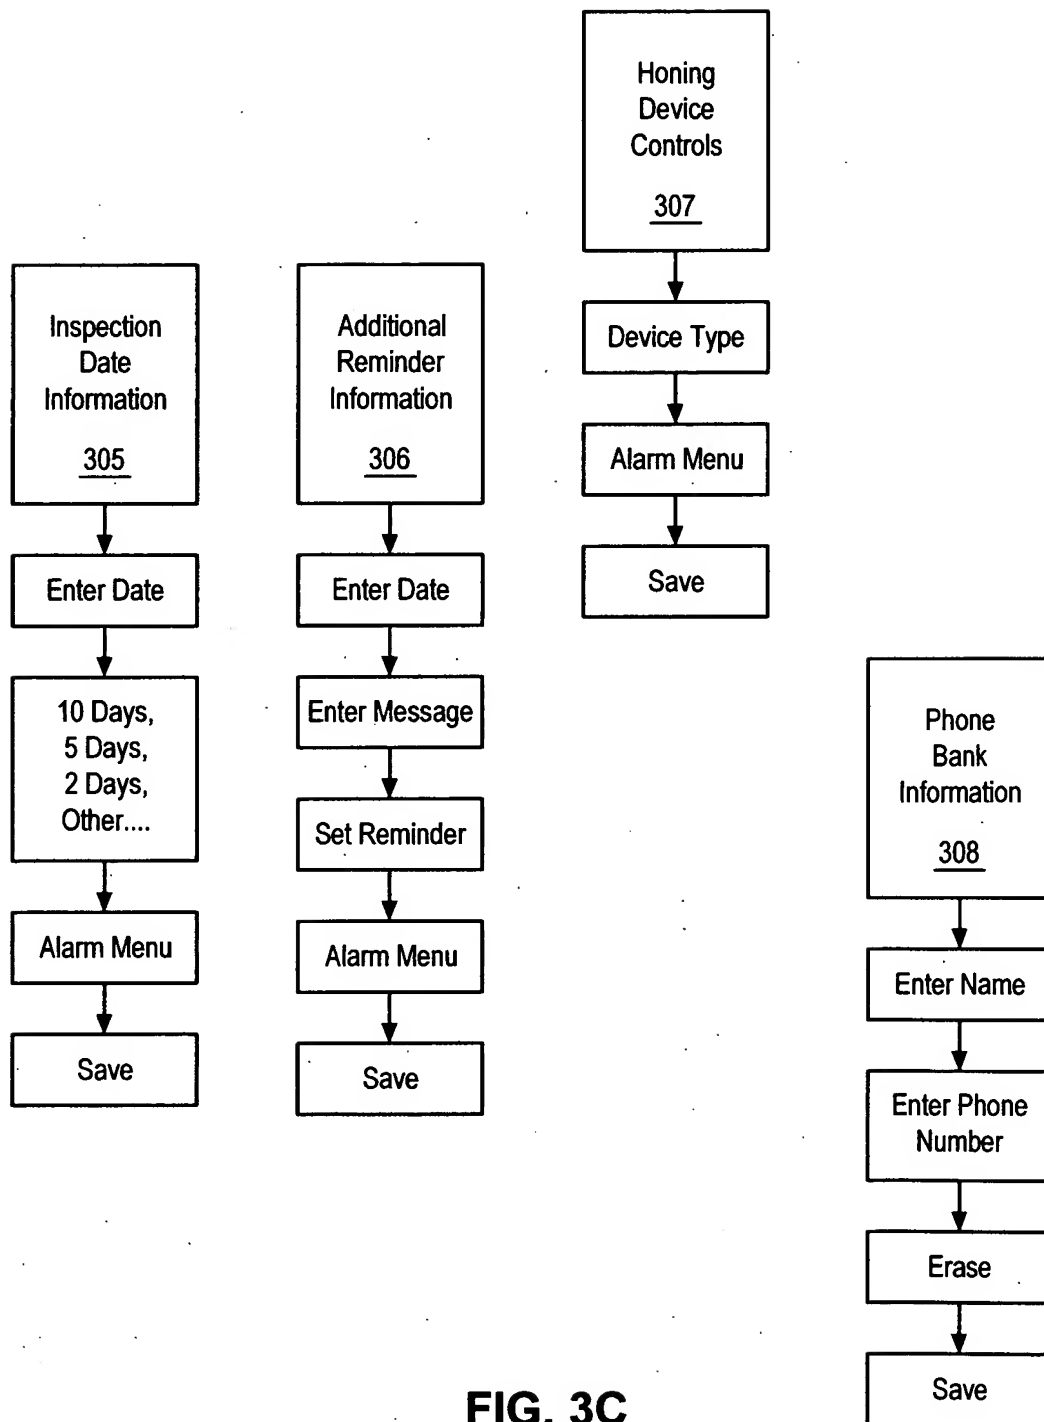 Honing
Device
Controls
307
Device Type
Alarm Menu
Save
Inspection
Date
Information
305
Enter Date
10 Days,
5 Days,
2 Days,
Other....
Alarm Menu
Save
Additional
Reminder
Information
306
Enter Date
Enter Message
Set Reminder
Alarm Menu
Save
Phone
Bank
Information
308
Enter Name
Enter Phone
Number
Erase
Save
FIG. 3C